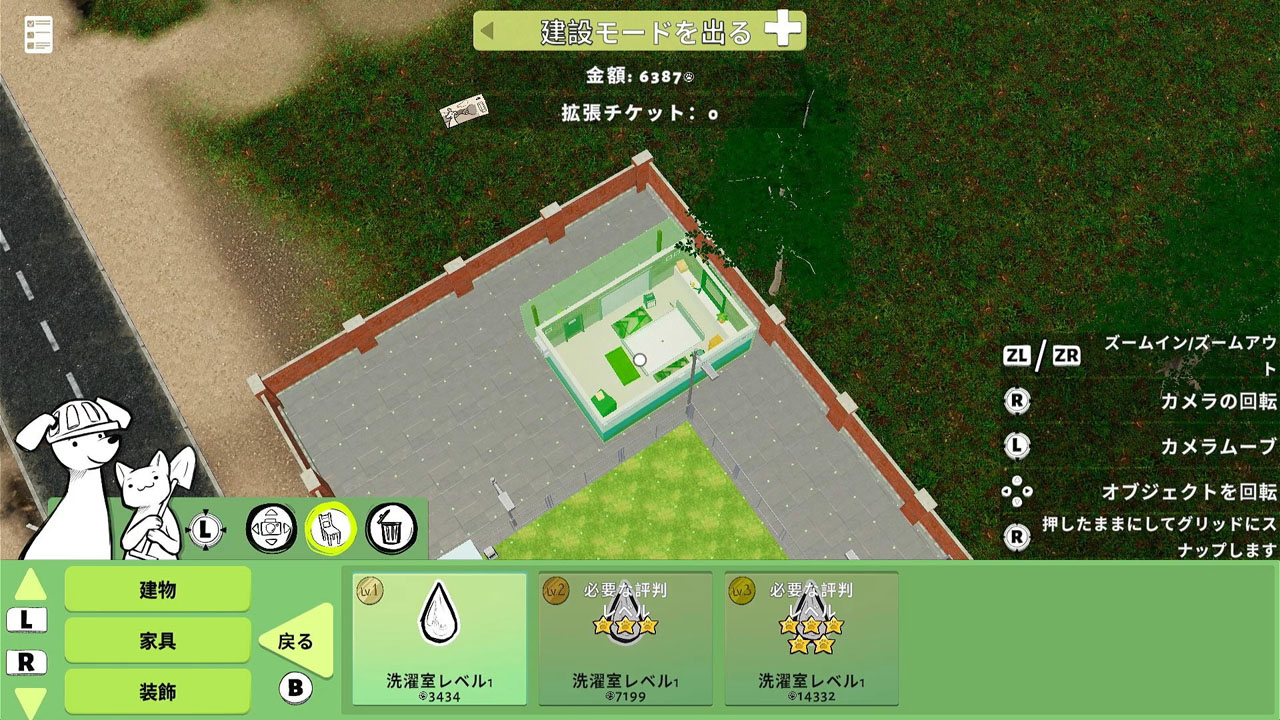 建設モードを出る
金額: 6387
拡張チケット: 0
ZL / ZR ズームイン/ズームアウ
ト
R カメラの回転
L カメラムーブ
オブジェクトを回転
R 押したままにしてグリッドにス
ナップします
L
L
R
建物
家具
装飾
戻る
B
Lv.1
洗濯室レベル1
3434
Lv.2
必要な評判
レベル
洗濯室レベル1
7199
Lv.3
必要な評判
レベル
洗濯室レベル1
14332